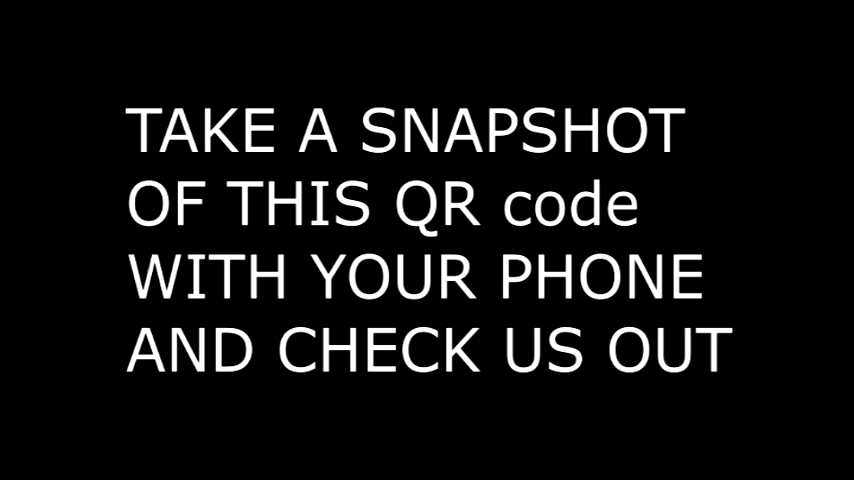 TAKE A SNAPSHOT
OF THIS QR code
WITH YOUR PHONE
AND CHECK US OUT